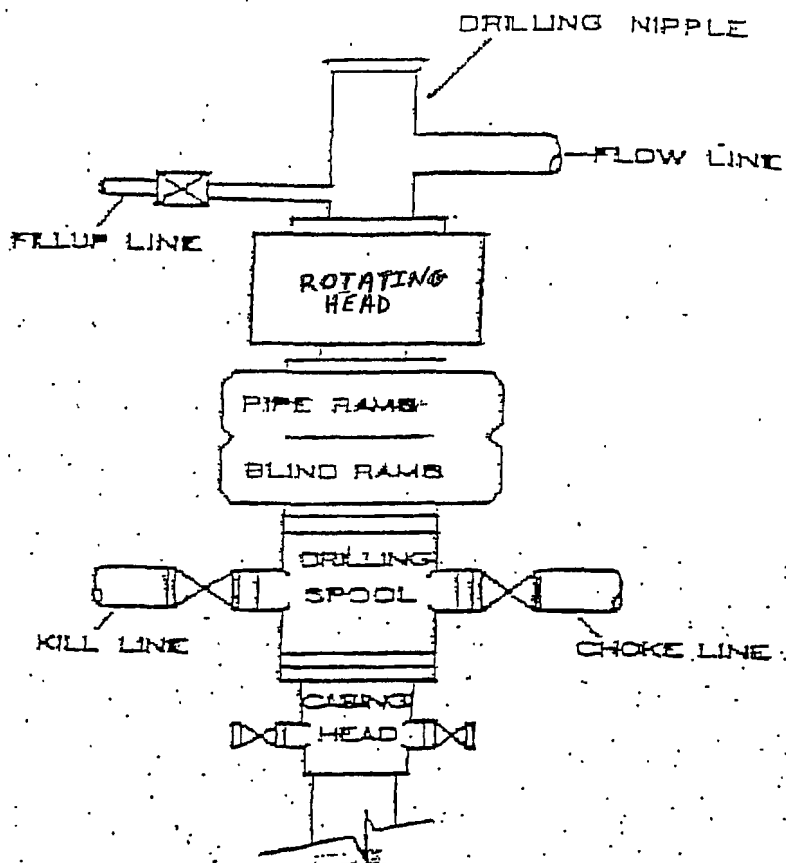 DRILLING NIPPLE
FLOW LINE
FILLUP LINE
ROTATING
HEAD
PIPE RAMS
BLIND RAMS
DRILLING
SPOOL
KILL LINE
CHOKE LINE
CASING
HEAD